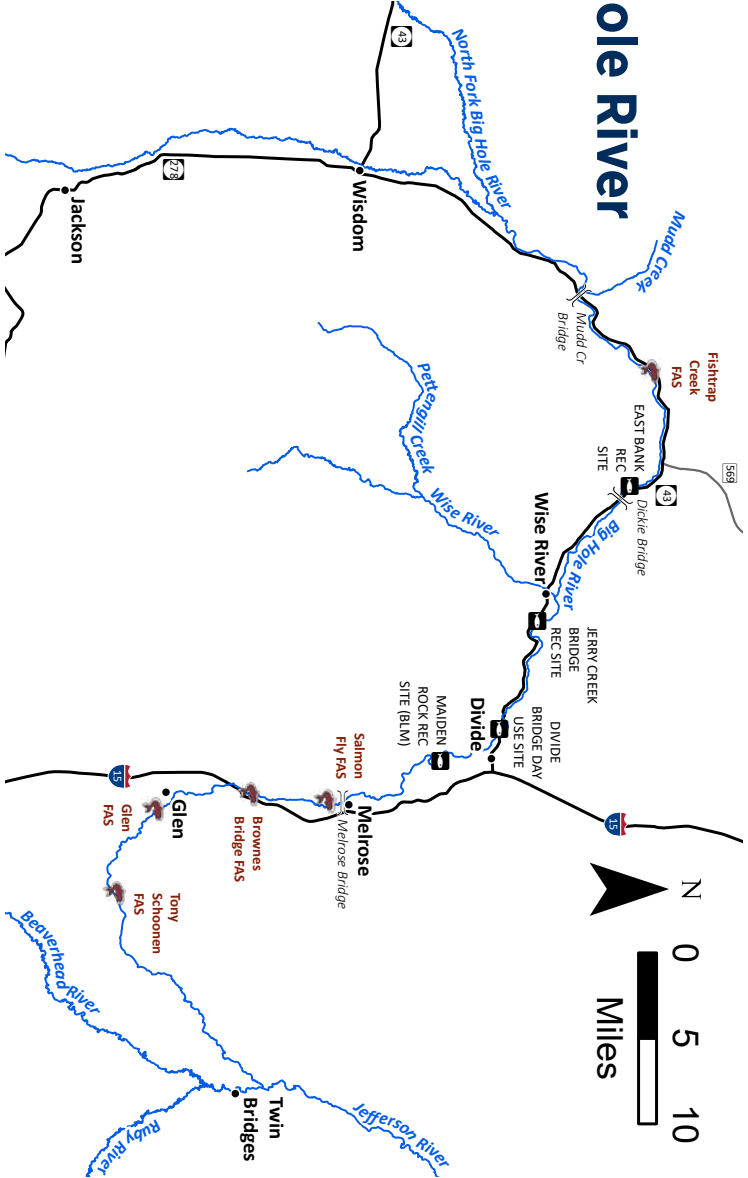 ole River
43
North Fork Big Hole River
278
Jackson
Wisdom
Mudd Creek
Mudd Cr
Bridge
Fishtrap
Creek
FAS
569
EAST BANK
REC
SITE
43
Dickie Bridge
Pettengill Creek
Wise River
Wise River
Big Hole River
JERRY CREEK
BRIDGE
REC SITE
DIVIDE
BRIDGE DAY
USE SITE
Divide
MAIDEN
ROCK REC
SITE (BLM)
15
Salmon
Fly FAS
Melrose
Melrose Bridge
Brownes
Bridge FAS
15
Glen
Glen
FAS
Tony
Schoonen
FAS
Beaverhead River
Twin
Bridges
Ruby River
Jefferson River
N
0 5 10
Miles